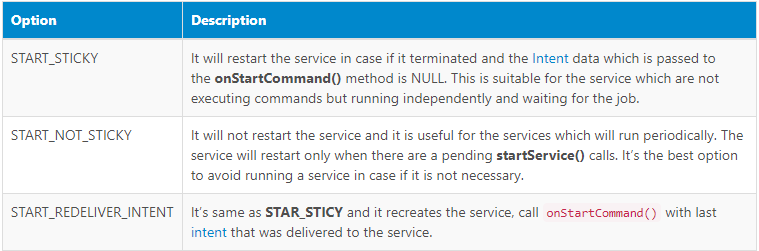 Option Description
START_STICKY It will restart the service in case if it terminated and the Intent data which is passed to
the onStartCommand() method is NULL. This is suitable for the service which are not
executing commands but running independently and waiting for the job.
START_NOT_STICKY It will not restart the service and it is useful for the services which will run periodically. The
service will restart only when there are a pending startService() calls. It’s the best option
to avoid running a service in case if it is not necessary.
START_REDELIVER_INTENT It’s same as STAR_STICY and it recreates the service, call onStartCommand() with last
intent that was delivered to the service.